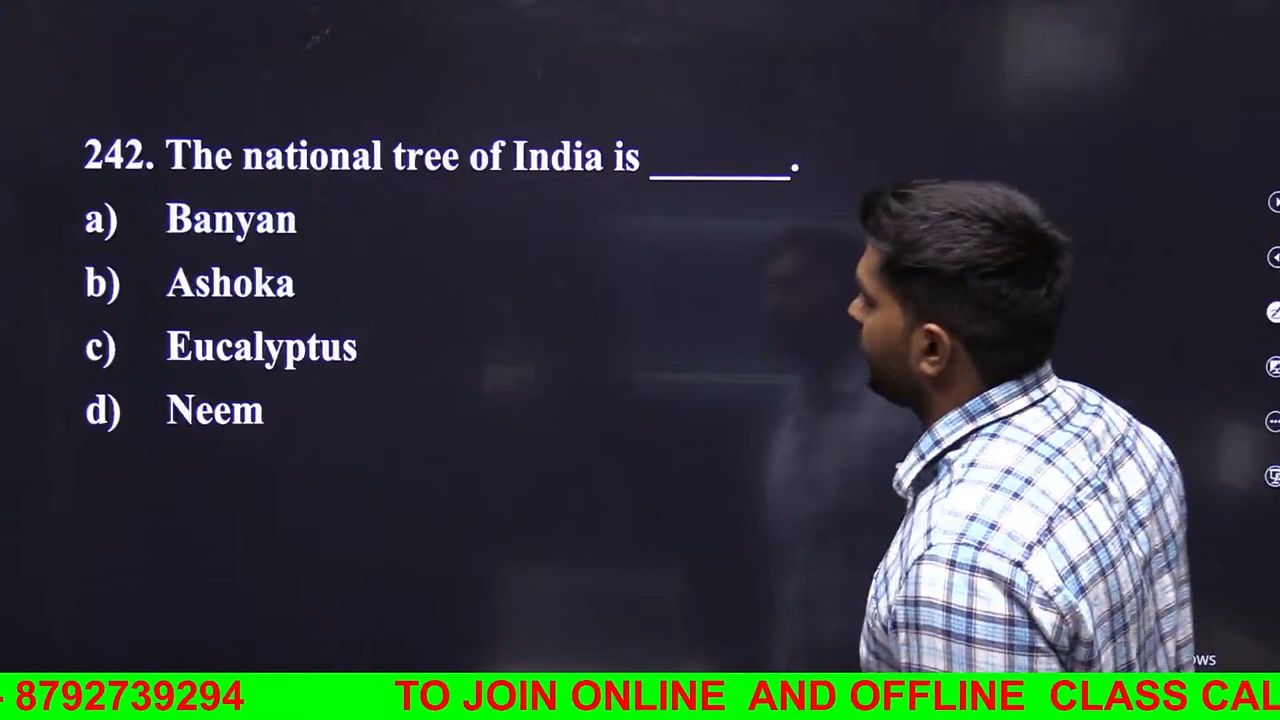 242. The national tree of India is _______.
a) Banyan
b) Ashoka
c) Eucalyptus
d) Neem
- 8792739294 TO JOIN ONLINE AND OFFLINE CLASS CAL